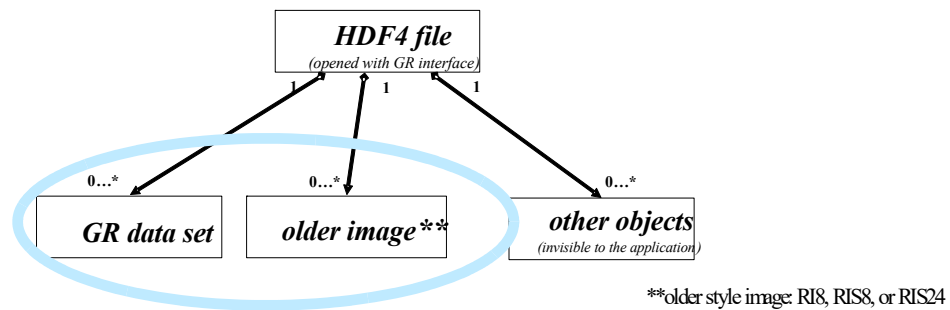 HDF4 file
(opened with GR interface)
1 1 1
0…* 0…* 0…*
GR data set older image** other objects
(invisible to the application)
**older style image: RI8, RIS8, or RIS24